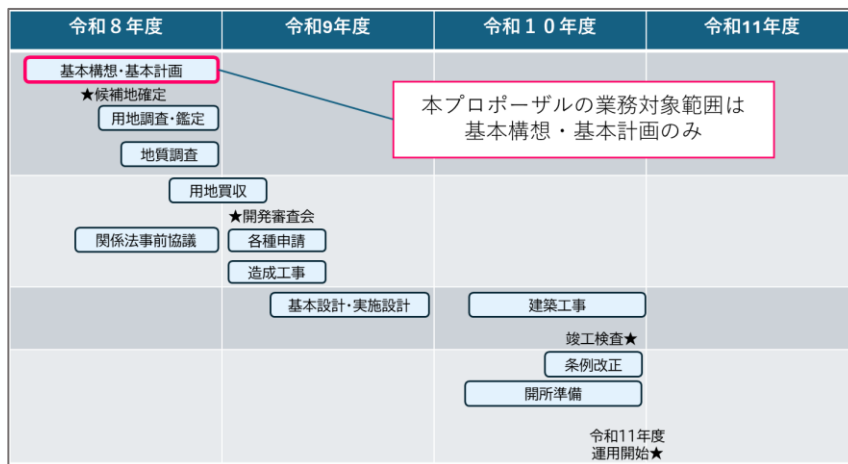 令和８年度
令和9年度
令和１０年度
令和11年度
基本構想・基本計画
★候補地確定
用地調査・鑑定
地質調査
本プロポーザルの業務対象範囲は
基本構想・基本計画のみ
用地買収
★開発審査会
関係法事前協議
各種申請
造成工事
基本設計・実施設計
建築工事
竣工検査★
条例改正
開所準備
令和11年度
運用開始★